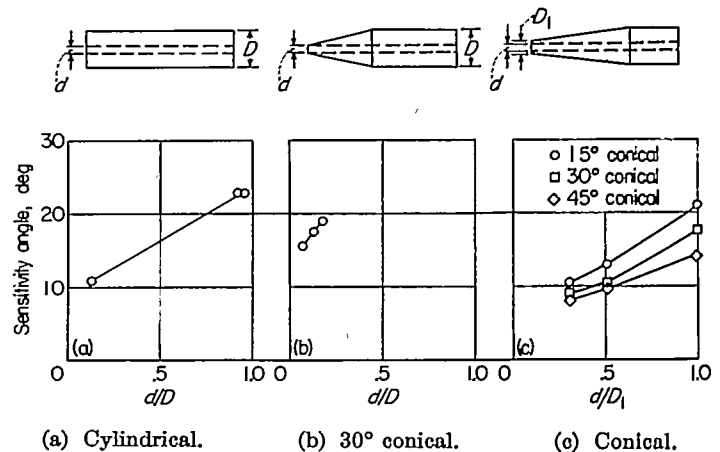 D
d
D
d
D₁
d
Sensitivity angle, deg
30
20
10
0
(a)
.5
1.0
d/D
0
(b)
.5
1.0
d/D
○ 15° conical
□ 30° conical
◇ 45° conical
0
(c)
.5
1.0
d/D₁
(a) Cylindrical.
(b) 30° conical.
(c) Conical.